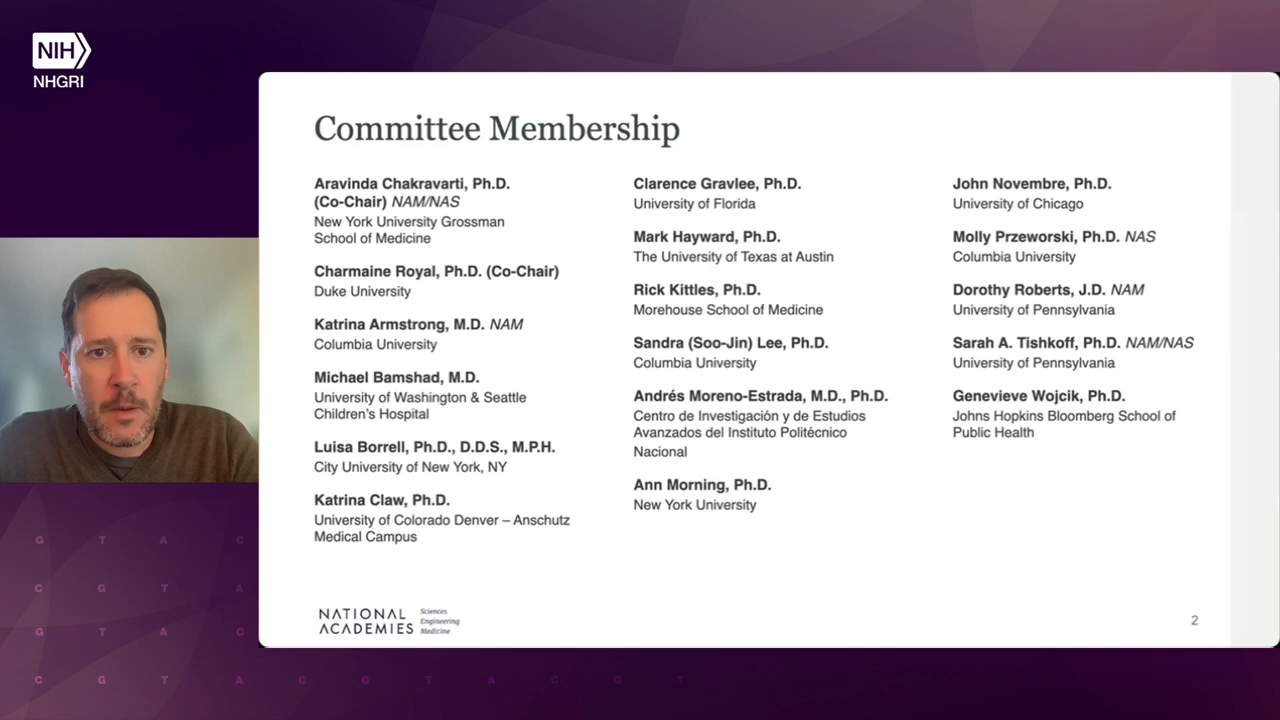 NIH
NHGRI
Committee Membership
Aravinda Chakravarti, Ph.D.
(Co-Chair) NAM/NAS
New York University Grossman
School of Medicine
Charmaine Royal, Ph.D. (Co-Chair)
Duke University
Katrina Armstrong, M.D. NAM
Columbia University
Michael Bamshad, M.D.
University of Washington & Seattle
Children's Hospital
Luisa Borrell, Ph.D., D.D.S., M.P.H.
City University of New York, NY
Katrina Claw, Ph.D.
University of Colorado Denver – Anschutz
Medical Campus
Clarence Gravlee, Ph.D.
University of Florida
Mark Hayward, Ph.D.
The University of Texas at Austin
Rick Kittles, Ph.D.
Morehouse School of Medicine
Sandra (Soo-Jin) Lee, Ph.D.
Columbia University
Andrés Moreno-Estrada, M.D., Ph.D.
Centro de Investigación y de Estudios
Avanzados del Instituto Politécnico
Nacional
Ann Morning, Ph.D.
New York University
John Novembre, Ph.D.
University of Chicago
Molly Przeworski, Ph.D. NAS
Columbia University
Dorothy Roberts, J.D. NAM
University of Pennsylvania
Sarah A. Tishkoff, Ph.D. NAM/NAS
University of Pennsylvania
Genevieve Wojcik, Ph.D.
Johns Hopkins Bloomberg School of
Public Health
NATIONAL
ACADEMIES
Sciences
Engineering
Medicine
2
G T A C
C G T A
G T A C
C G T A C G T A C G T